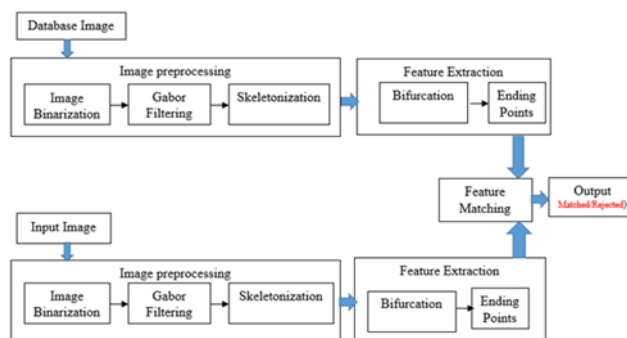 Database Image
Image preprocessing
Image
Binarization
Gabor
Filtering
Skeletonization
Feature Extraction
Bifurcation
Ending
Points
Feature
Matching
Output
Matched/Rejected)
Input Image
Image preprocessing
Image
Binarization
Gabor
Filtering
Skeletonization
Feature Extraction
Bifurcation
Ending
Points